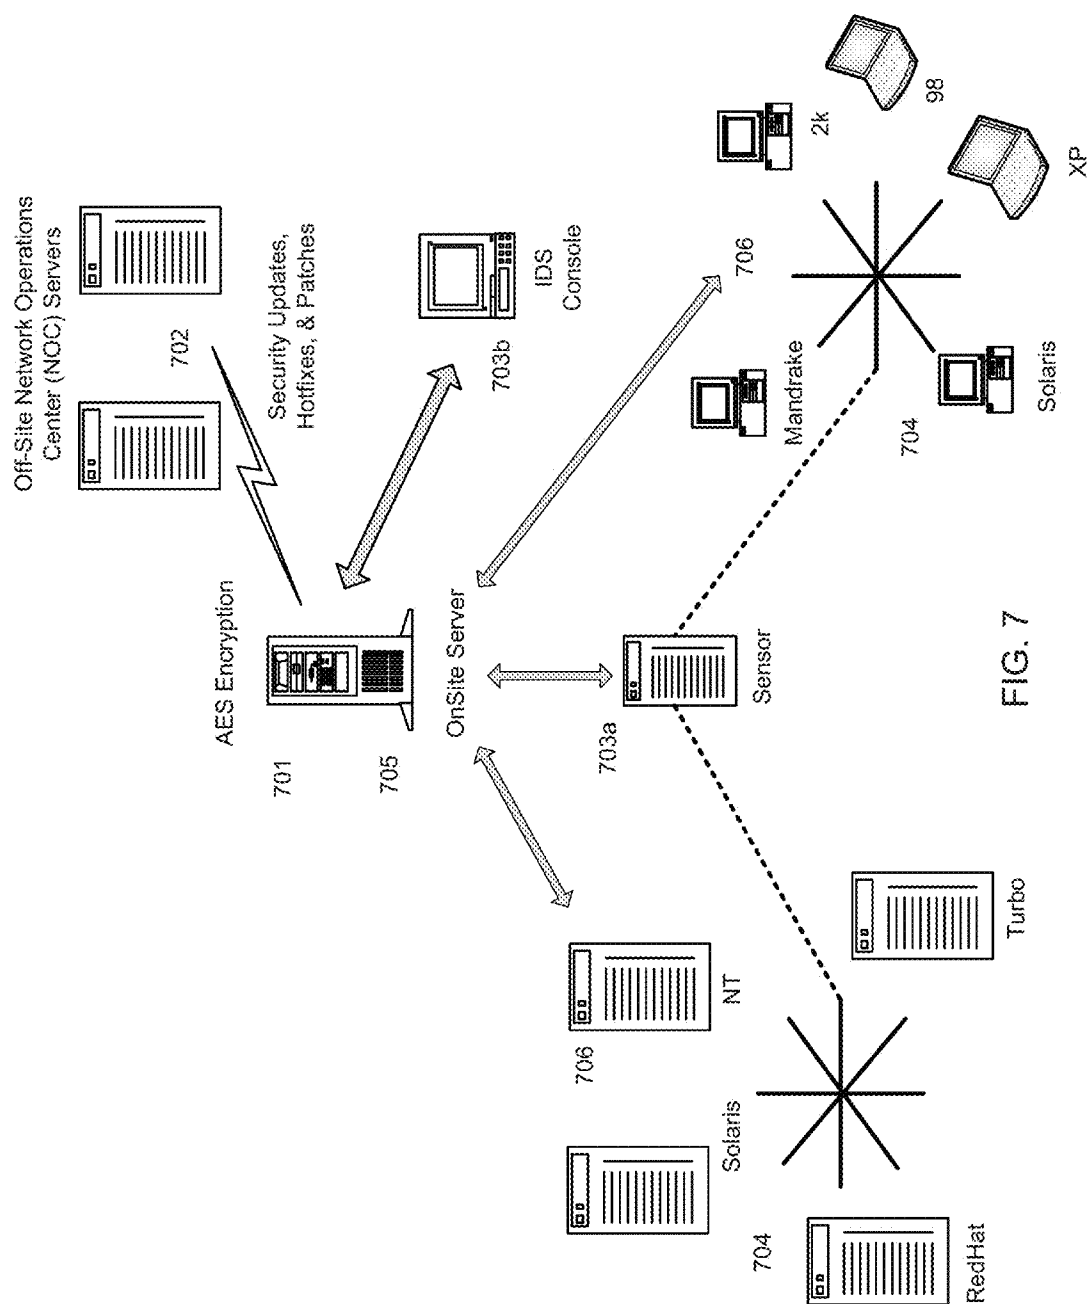 Off-Site Network Operations
Center (NOC) Servers
702
Security Updates,
Hotfixes, & Patches
AES Encryption
701
705
OnSite Server
703b
IDS
Console
706
2k
98
XP
Mandrake
704
Solaris
703a
Sensor
706
NT
Solaris
704
RedHat
Turbo
FIG. 7